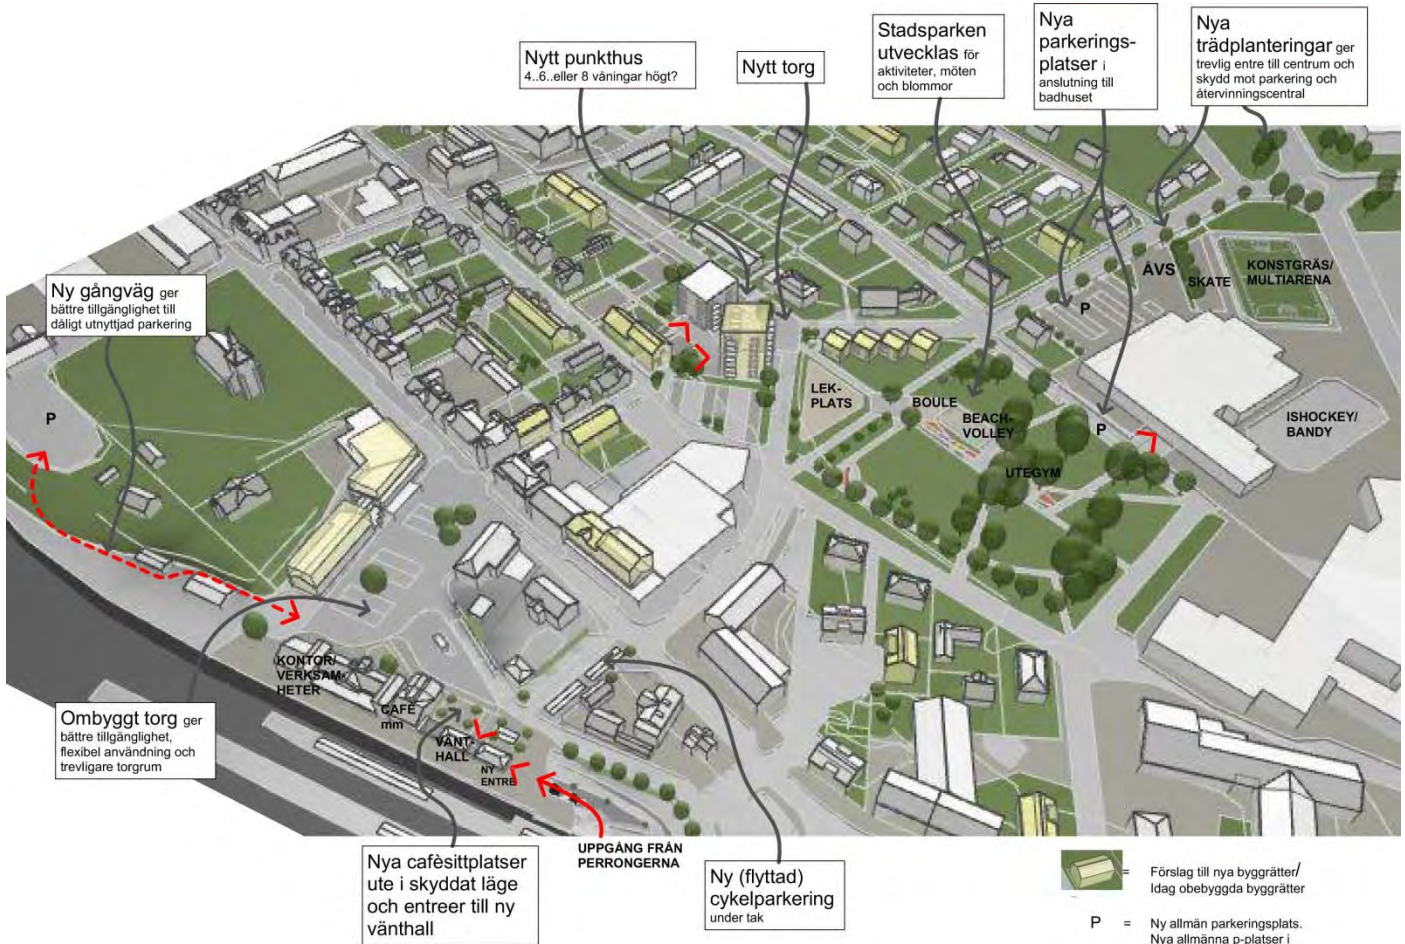 Nytt punkthus
4..6..eller 8 våningar högt?
Nytt torg
Stadsparken
utvecklas för
aktiviteter, möten
och blommor
Nya
parkerings-
platser i
anslutning till
badhuset
Nya
trädplanteringar ger
trevlig entre till centrum och
skydd mot parkering och
återvinningscentral
Ny gångväg ger
bättre tillgänglighet till
dåligt utnyttjad parkering
P
ÅVS
SKATE
KONSTGRÄS/
MULTIARENA
P
LEK-
PLATS
BOULE
BEACH-
VOLLEY
P
ISHOCKEY/
BANDY
UTEGYM
KONTOR/
VERKSAM-
HETER
CAFÉ
mm
VÄNT-
HALL
NY
ENTRE
Ombyggt torg ger
bättre tillgänglighet,
flexibel användning och
trevligare torgrum
UPPGÅNG FRÅN
PERRONGERNA
Nya cafèsittplatser
ute i skyddat läge
och entreer till ny
vänthall
Ny (flyttad)
cykelparkering
under tak
= Förslag till nya byggrätter/
Idag obebyggda byggrätter
P = Ny allmän parkeringsplats.
Nya allmänna p-platser i